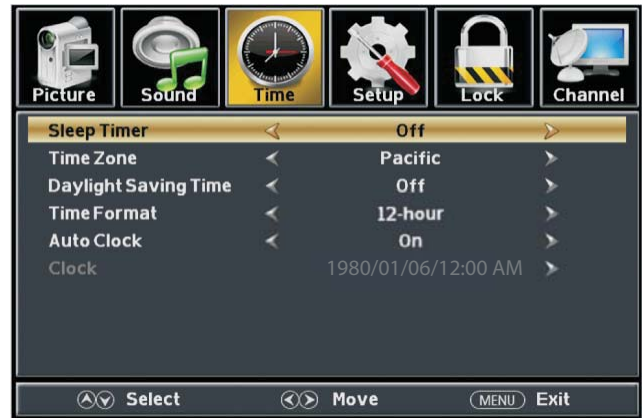 Picture Sound Time Setup Lock Channel
Sleep Timer Off
Time Zone Pacific
Daylight Saving Time Off
Time Format 12-hour
Auto Clock On
Clock 1980/01/06/12:00 AM
Select Move MENU Exit